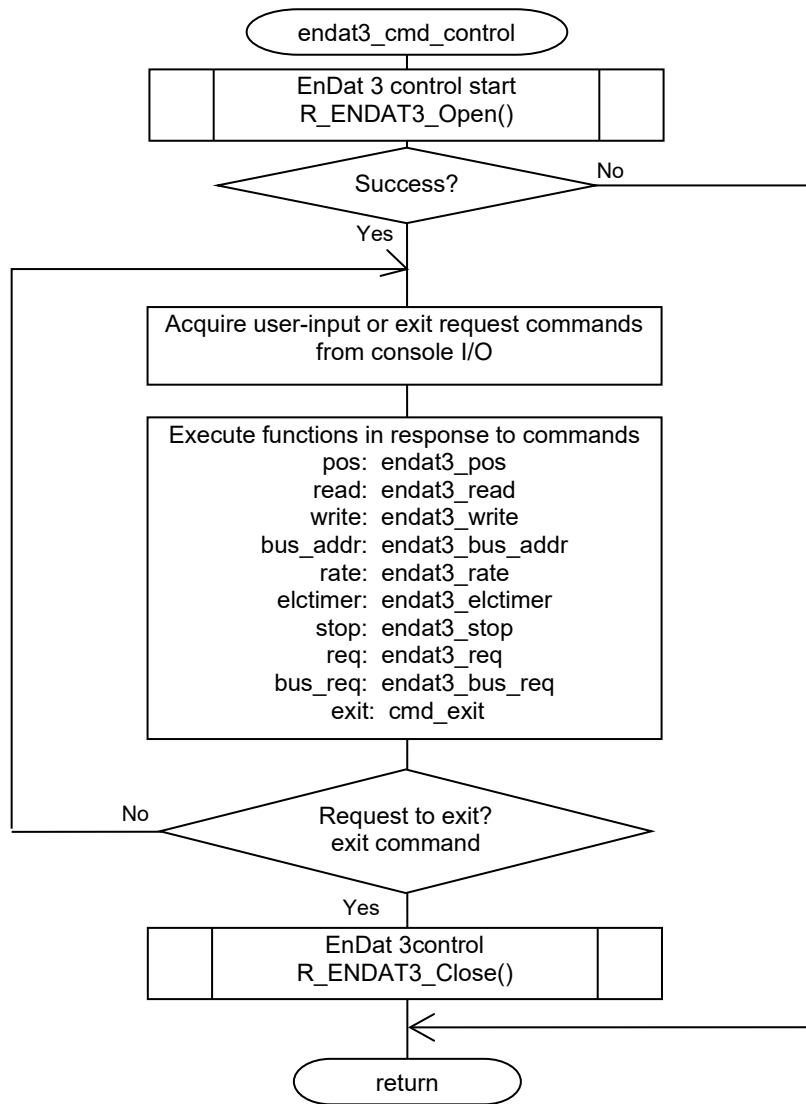 endat3_cmd_control
EnDat 3 control start
R_ENDAT3_Open()
Success?
No
Yes
Acquire user-input or exit request commands
from console I/O
Execute functions in response to commands
pos: endat3_pos
read: endat3_read
write: endat3_write
bus_addr: endat3_bus_addr
rate: endat3_rate
elctimer: endat3_elctimer
stop: endat3_stop
req: endat3_req
bus_req: endat3_bus_req
exit: cmd_exit
No
Request to exit?
exit command
Yes
EnDat 3control
R_ENDAT3_Close()
return